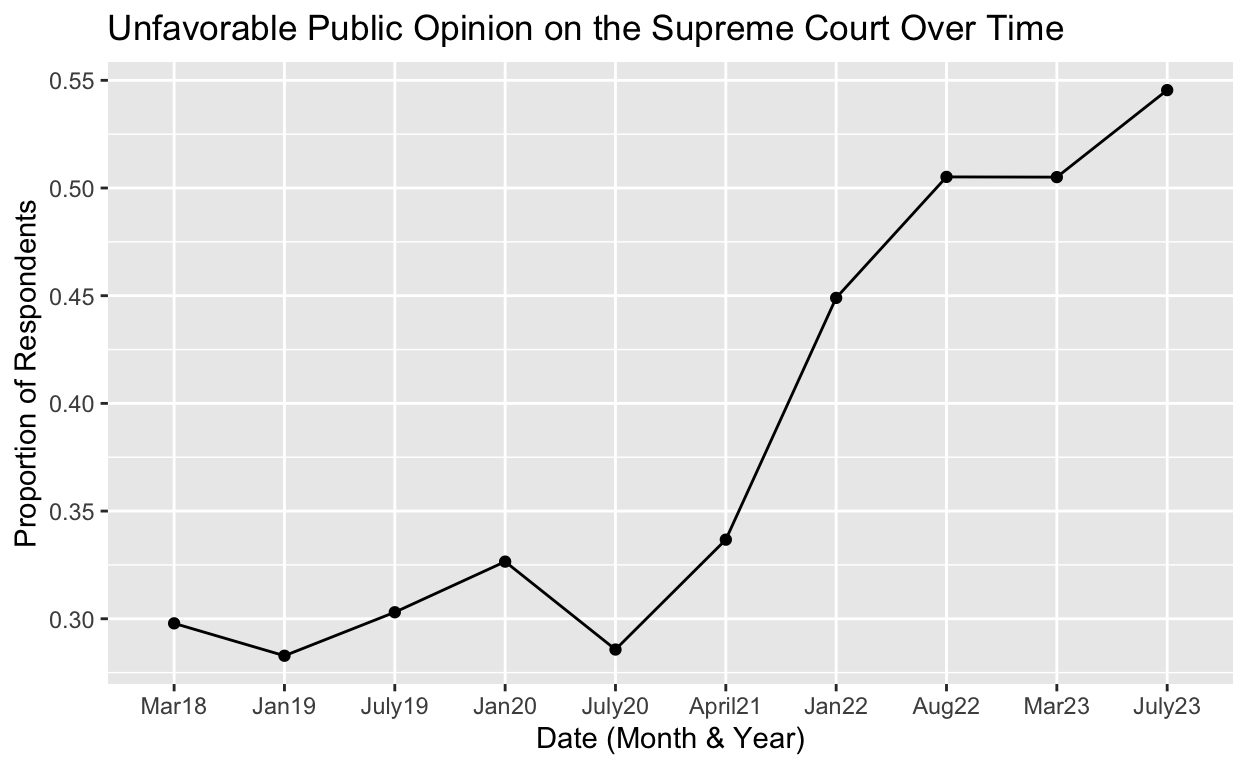 Unfavorable Public Opinion on the Supreme Court Over Time
Proportion of Respondents
0.55
0.50
0.45
0.40
0.35
0.30
Mar18 Jan19 July19 Jan20 July20 April21 Jan22 Aug22 Mar23 July23
Date (Month & Year)